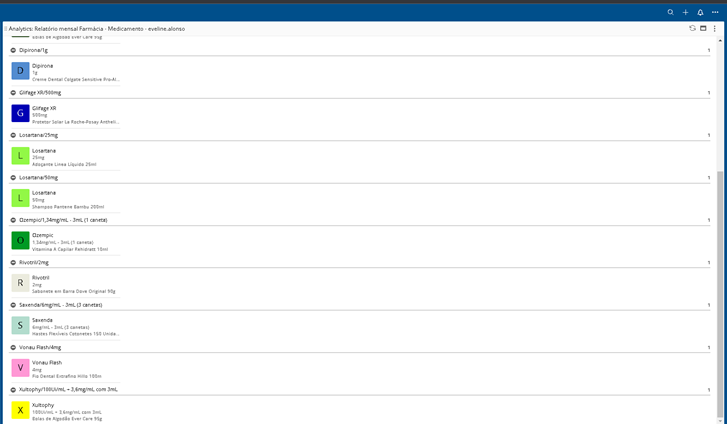 Analytics: Relatório mensal Farmácia - Medicamento - eveline.alonso
Bolas de Algodão Ever Care 95g
Dipirona/1g 1
D
Dipirona
1g
Creme Dental Colgate Sensitive Pro-Al...
Glifage XR/500mg 1
G
Glifage XR
500mg
Protetor Solar La Roche-Posay Antheli...
Losartana/25mg 1
L
Losartana
25mg
Adoçante Linea Líquido 25ml
Losartana/50mg 1
L
Losartana
50mg
Shampoo Pantene Bambu 200ml
Ozempic/1,34mg/mL - 3mL (1 caneta) 1
O
Ozempic
1,34mg/mL - 3mL (1 caneta)
Vitamina A Capilar Rehidratt 10ml
Rivotril/2mg 1
R
Rivotril
2mg
Sabonete em Barra Dove Original 90g
Saxenda/6mg/mL - 3mL (3 canetas) 1
S
Saxenda
6mg/mL - 3mL (3 canetas)
Hastes Flexíveis Cotonetes 150 Unida...
Vonau Flash/4mg 1
V
Vonau Flash
4mg
Fio Dental Extrafino Hillo 100m
Xultophy/100UI/mL + 3,6mg/mL com 3mL 1
X
Xultophy
100UI/mL + 3,6mg/mL com 3mL
Bolas de Algodão Ever Care 95g